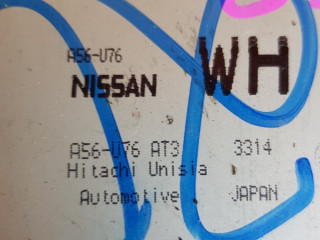 A56-U76
NISSAN WH
A56-U76 AT3 3314
Hitachi Unisia
Automotive JAPAN